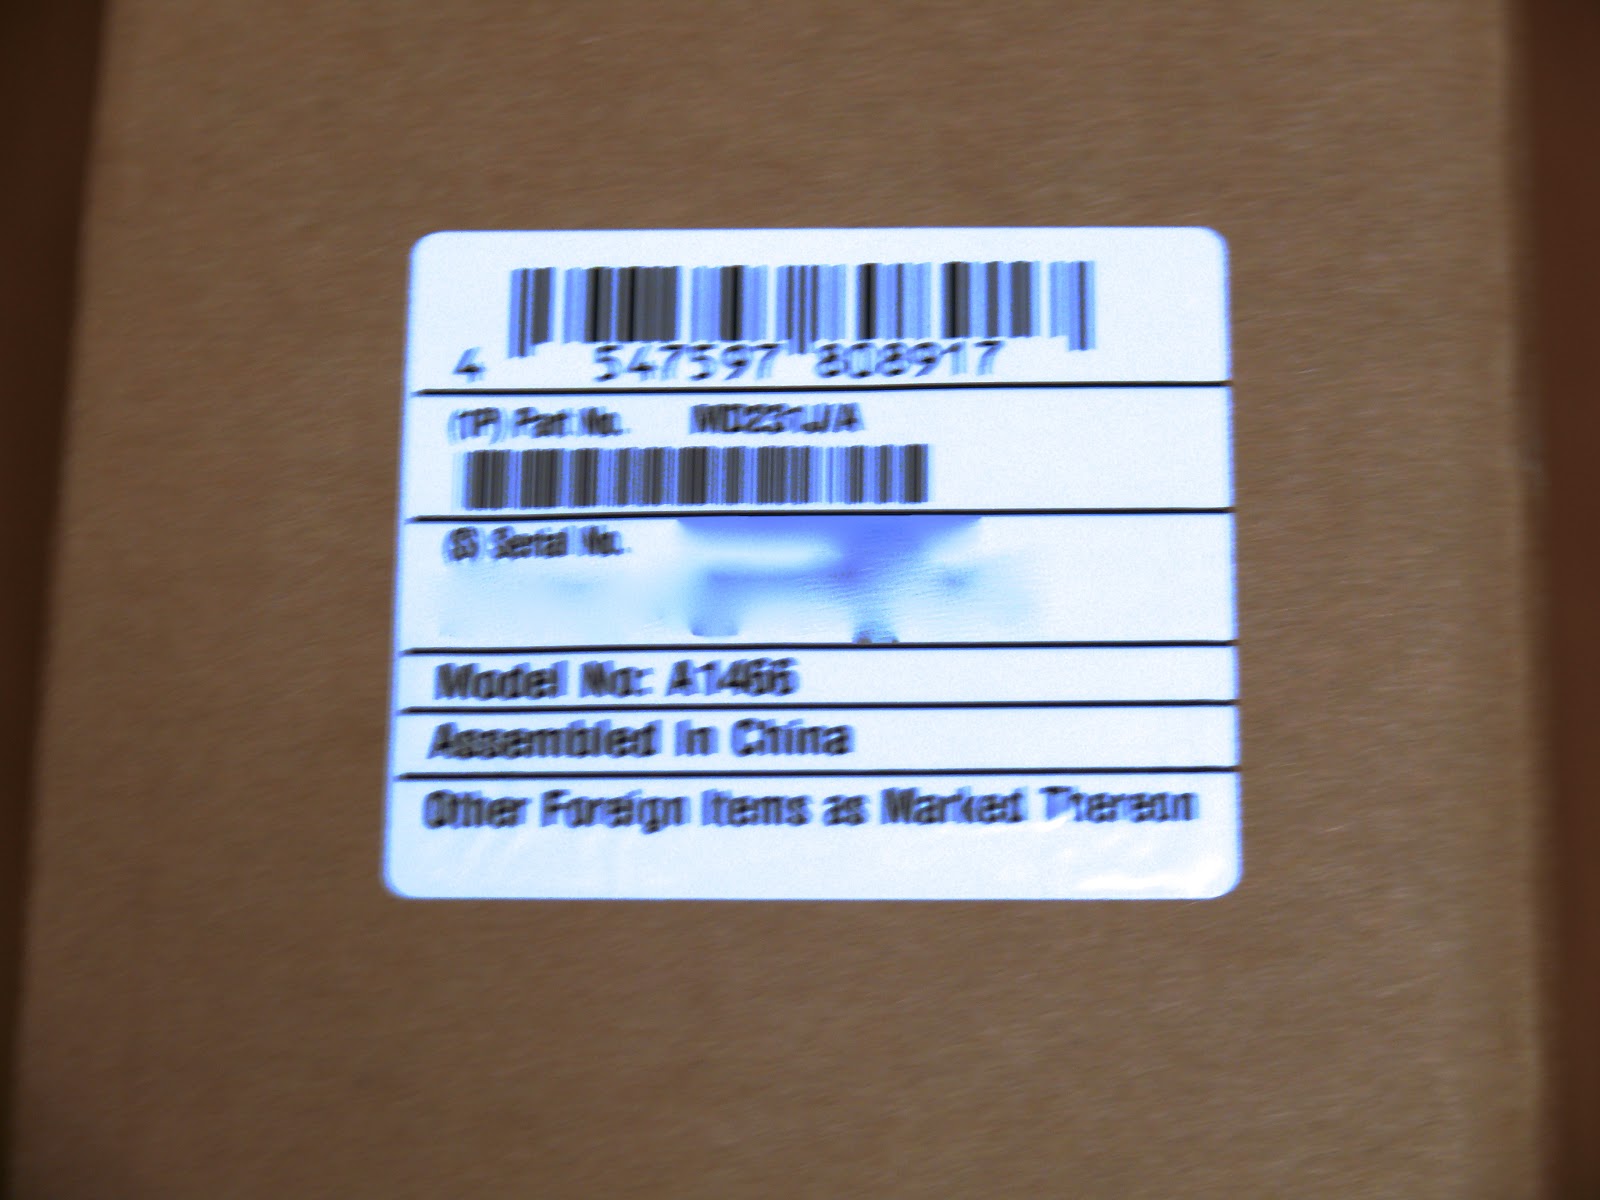 4 547597 808917
(1P) Part No. MD231J/A
(S) Serial No.
Model No: A1466
Assembled In China
Other Foreign Items as Marked Thereon